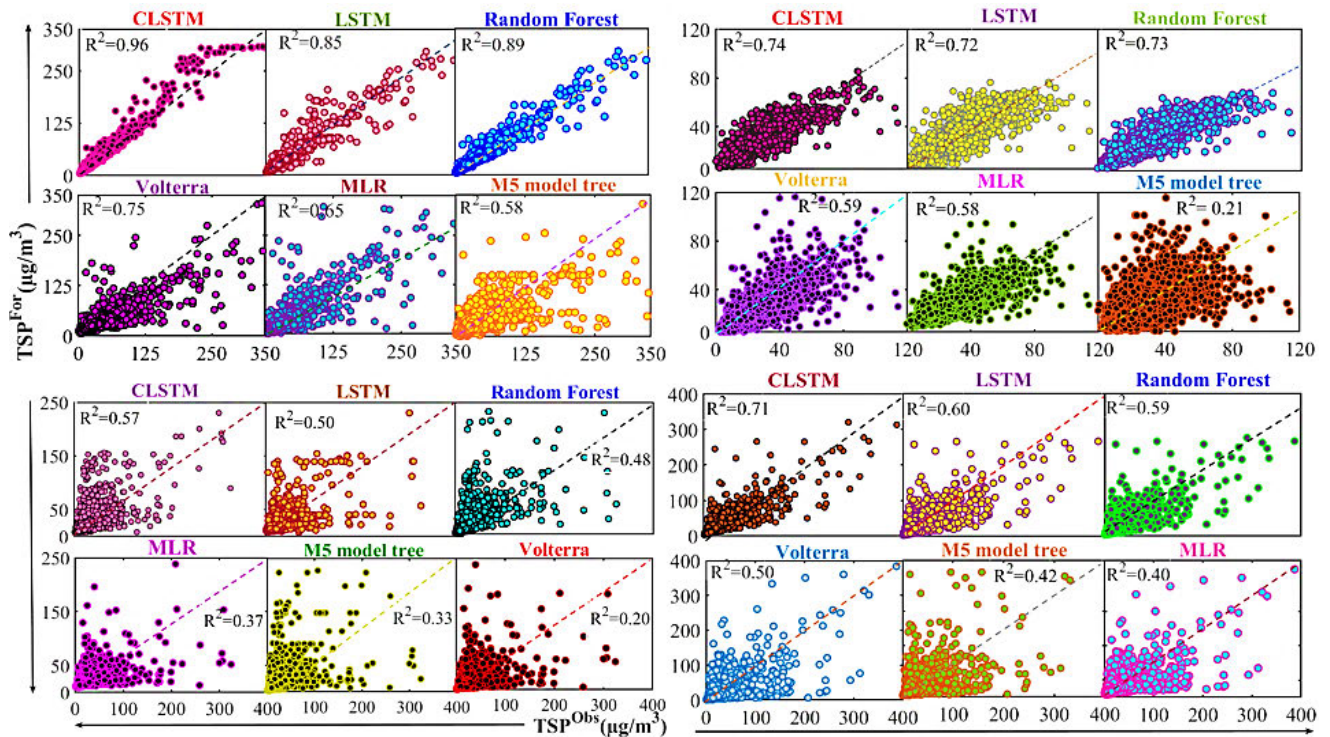 CLSTM LSTM Random Forest
350 R²=0.96 R²=0.85 R²=0.89
250
125
0
Volterra MLR M5 model tree
350 R²=0.75 R²=0.65 R²=0.58
250
125
0
0 125 250 350 125 250 350 125 250 350
CLSTM LSTM Random Forest
120 R²=0.74 R²=0.72 R²=0.73
80
40
0
Volterra MLR M5 model tree
120 R²=0.59 R²=0.58 R²= 0.21
80
40
0
0 40 80 120 40 80 120 40 80 120
TSP^For (µg/m³)
CLSTM LSTM Random Forest
250 R²=0.57 R²=0.50 R²=0.48
150
50
0
MLR M5 model tree Volterra
250 R²=0.37 R²=0.33 R²=0.20
150
50
0
0 100 200 400 100 200 400 100 200 400
CLSTM LSTM Random Forest
400 R²=0.71 R²=0.60 R²=0.59
300
200
100
0
Volterra M5 model tree MLR
400 R²=0.50 R²=0.42 R²=0.40
300
200
100
0
0 100 200 400 100 200 400 100 200 400
TSP^Obs(µg/m³)